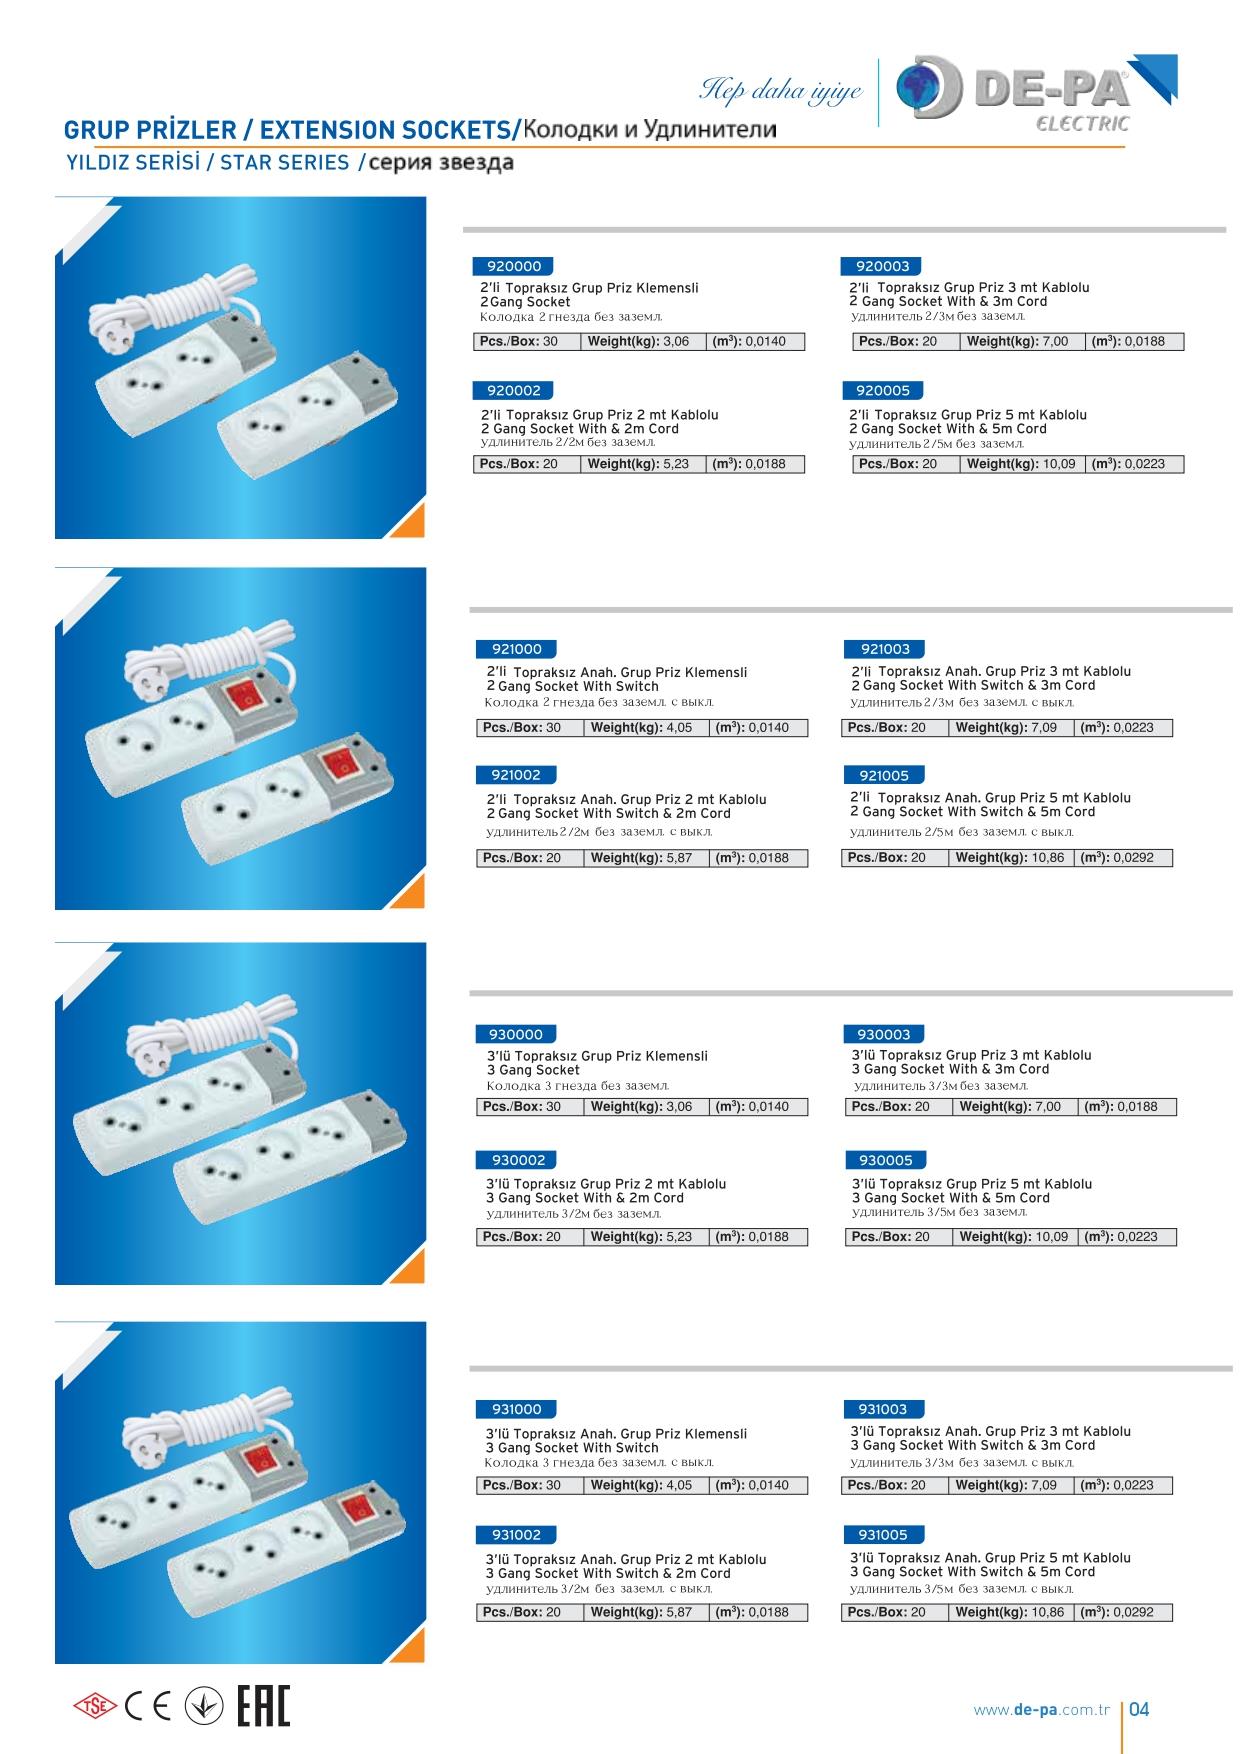 Hep daha iyiye
DE-PA®
ELECTRIC
GRUP PRİZLER / EXTENSION SOCKETS/Колодки и Удлинители
YILDIZ SERİSİ / STAR SERIES /серия звезда
920000
2'li Topraksız Grup Priz Klemensli
2 Gang Socket
Колодка 2 гнезда без заземл.
Pcs./Box: 30 Weight(kg): 3,06 (m³): 0,0140
920003
2'li Topraksız Grup Priz 3 mt Kablolu
2 Gang Socket With & 3m Cord
удлинитель 2/3м без заземл.
Pcs./Box: 20 Weight(kg): 7,00 (m³): 0,0188
920002
2'li Topraksız Grup Priz 2 mt Kablolu
2 Gang Socket With & 2m Cord
удлинитель 2/2м без заземл.
Pcs./Box: 20 Weight(kg): 5,23 (m³): 0,0188
920005
2'li Topraksız Grup Priz 5 mt Kablolu
2 Gang Socket With & 5m Cord
удлинитель 2/5м без заземл.
Pcs./Box: 20 Weight(kg): 10,09 (m³): 0,0223
921000
2'li Topraksız Anah. Grup Priz Klemensli
2 Gang Socket With Switch
Колодка 2 гнезда без заземл. с выкл.
Pcs./Box: 30 Weight(kg): 4,05 (m³): 0,0140
921003
2'li Topraksız Anah. Grup Priz 3 mt Kablolu
2 Gang Socket With Switch & 3m Cord
удлинитель 2/3м без заземл. с выкл.
Pcs./Box: 20 Weight(kg): 7,09 (m³): 0,0223
921002
2'li Topraksız Anah. Grup Priz 2 mt Kablolu
2 Gang Socket With Switch & 2m Cord
удлинитель 2/2м без заземл. с выкл.
Pcs./Box: 20 Weight(kg): 5,87 (m³): 0,0188
921005
2'li Topraksız Anah. Grup Priz 5 mt Kablolu
2 Gang Socket With Switch & 5m Cord
удлинитель 2/5м без заземл. с выкл.
Pcs./Box: 20 Weight(kg): 10,86 (m³): 0,0292
930000
3'lü Topraksız Grup Priz Klemensli
3 Gang Socket
Колодка 3 гнезда без заземл.
Pcs./Box: 30 Weight(kg): 3,06 (m³): 0,0140
930003
3'lü Topraksız Grup Priz 3 mt Kablolu
3 Gang Socket With & 3m Cord
удлинитель 3/3м без заземл.
Pcs./Box: 20 Weight(kg): 7,00 (m³): 0,0188
930002
3'lü Topraksız Grup Priz 2 mt Kablolu
3 Gang Socket With & 2m Cord
удлинитель 3/2м без заземл.
Pcs./Box: 20 Weight(kg): 5,23 (m³): 0,0188
930005
3'lü Topraksız Grup Priz 5 mt Kablolu
3 Gang Socket With & 5m Cord
удлинитель 3/5м без заземл.
Pcs./Box: 20 Weight(kg): 10,09 (m³): 0,0223
931000
3'lü Topraksız Anah. Grup Priz Klemensli
3 Gang Socket With Switch
Колодка 3 гнезда без заземл. с выкл.
Pcs./Box: 30 Weight(kg): 4,05 (m³): 0,0140
931003
3'lü Topraksız Anah. Grup Priz 3 mt Kablolu
3 Gang Socket With Switch & 3m Cord
удлинитель 3/3м без заземл. с выкл.
Pcs./Box: 20 Weight(kg): 7,09 (m³): 0,0223
931002
3'lü Topraksız Anah. Grup Priz 2 mt Kablolu
3 Gang Socket With Switch & 2m Cord
удлинитель 3/2м без заземл. с выкл.
Pcs./Box: 20 Weight(kg): 5,87 (m³): 0,0188
931005
3'lü Topraksız Anah. Grup Priz 5 mt Kablolu
3 Gang Socket With Switch & 5m Cord
удлинитель 3/5м без заземл. с выкл.
Pcs./Box: 20 Weight(kg): 10,86 (m³): 0,0292
TSE CE EAC
www.de-pa.com.tr 04